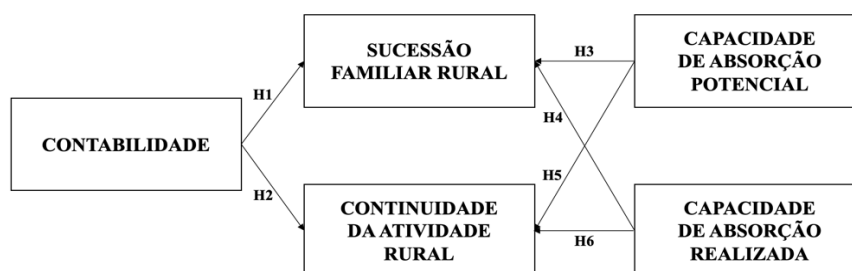 CONTABILIDADE
H1
H2
SUCESSÃO
FAMILIAR RURAL
CONTINUIDADE
DA ATIVIDADE
RURAL
H3
H4
H5
H6
CAPACIDADE
DE ABSORÇÃO
POTENCIAL
CAPACIDADE
DE ABSORÇÃO
REALIZADA